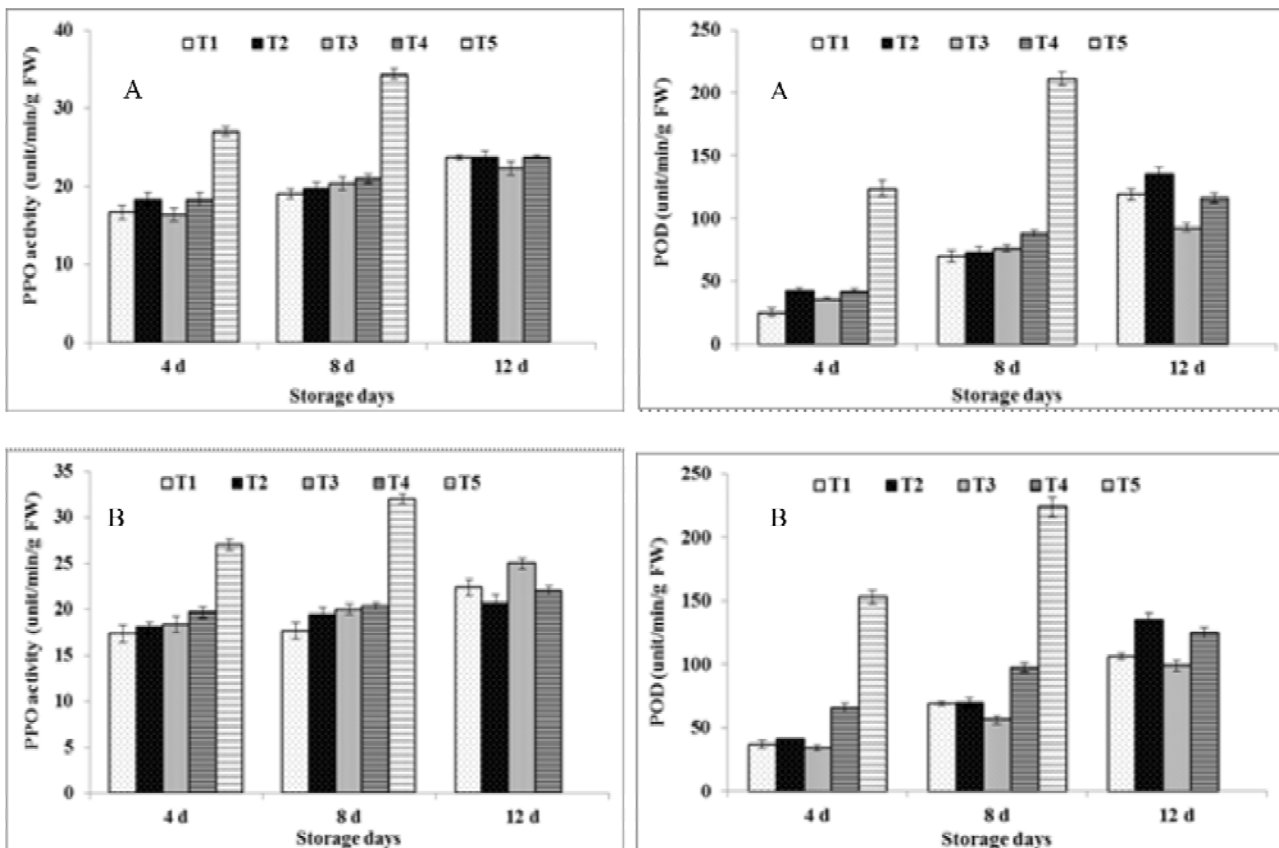 40
35
30
25
20
15
10
5
0
T1 T2 T3 T4 T5
A
PPO activity (unit/min/g FW)
4 d 8 d 12 d
Storage days
250
200
150
100
50
0
T1 T2 T3 T4 T5
A
POD (unit/min/g FW)
4 d 8 d 12 d
Storage days
35
30
25
20
15
10
5
0
T1 T2 T3 T4 T5
B
PPO activity (unit/min/g FW)
4 d 8 d 12 d
Storage days
250
200
150
100
50
0
T1 T2 T3 T4 T5
B
POD (unit/min/g FW)
4 d 8 d 12 d
Storage days